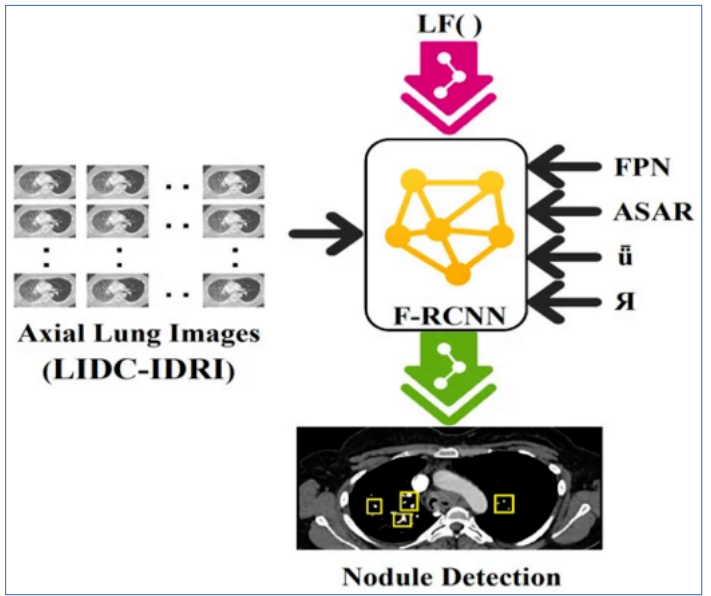 LF( )
FPN
ASAR
ǖ
Я
F-RCNN
Axial Lung Images
(LIDC-IDRI)
Nodule Detection